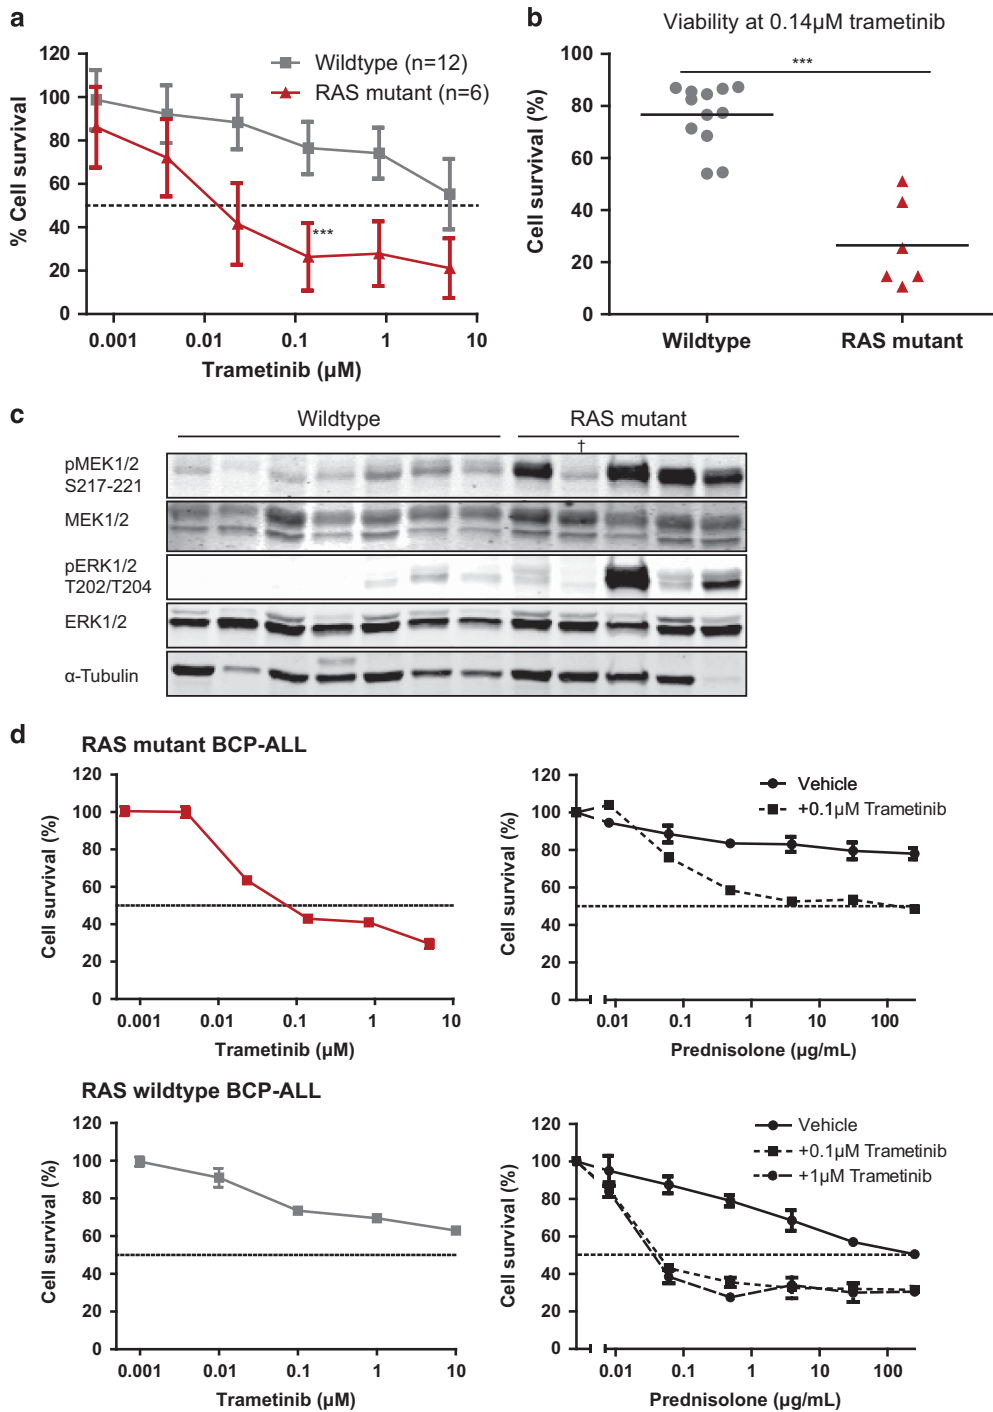 a
120
100
80
60
40
20
0
% Cell survival
Wildtype (n=12)
RAS mutant (n=6)
***
0.001
0.01
0.1
1
10
Trametinib (µM)
b
Viability at 0.14µM trametinib
100
80
60
40
20
0
Cell survival (%)
***
Wildtype
RAS mutant
c
Wildtype
RAS mutant
†
pMEK1/2
S217-221
MEK1/2
pERK1/2
T202/T204
ERK1/2
α-Tubulin
d
RAS mutant BCP-ALL
120
100
80
60
40
20
0
Cell survival (%)
0.001
0.01
0.1
1
10
Trametinib (µM)
120
100
80
60
40
20
0
Cell survival (%)
Vehicle
+0.1µM Trametinib
0.01
0.1
1
10
100
Prednisolone (µg/mL)
RAS wildtype BCP-ALL
120
100
80
60
40
20
0
Cell survival (%)
0.001
0.01
0.1
1
10
Trametinib (µM)
120
100
80
60
40
20
0
Cell survival (%)
Vehicle
+0.1µM Trametinib
+1µM Trametinib
0.01
0.1
1
10
100
Prednisolone (µg/mL)